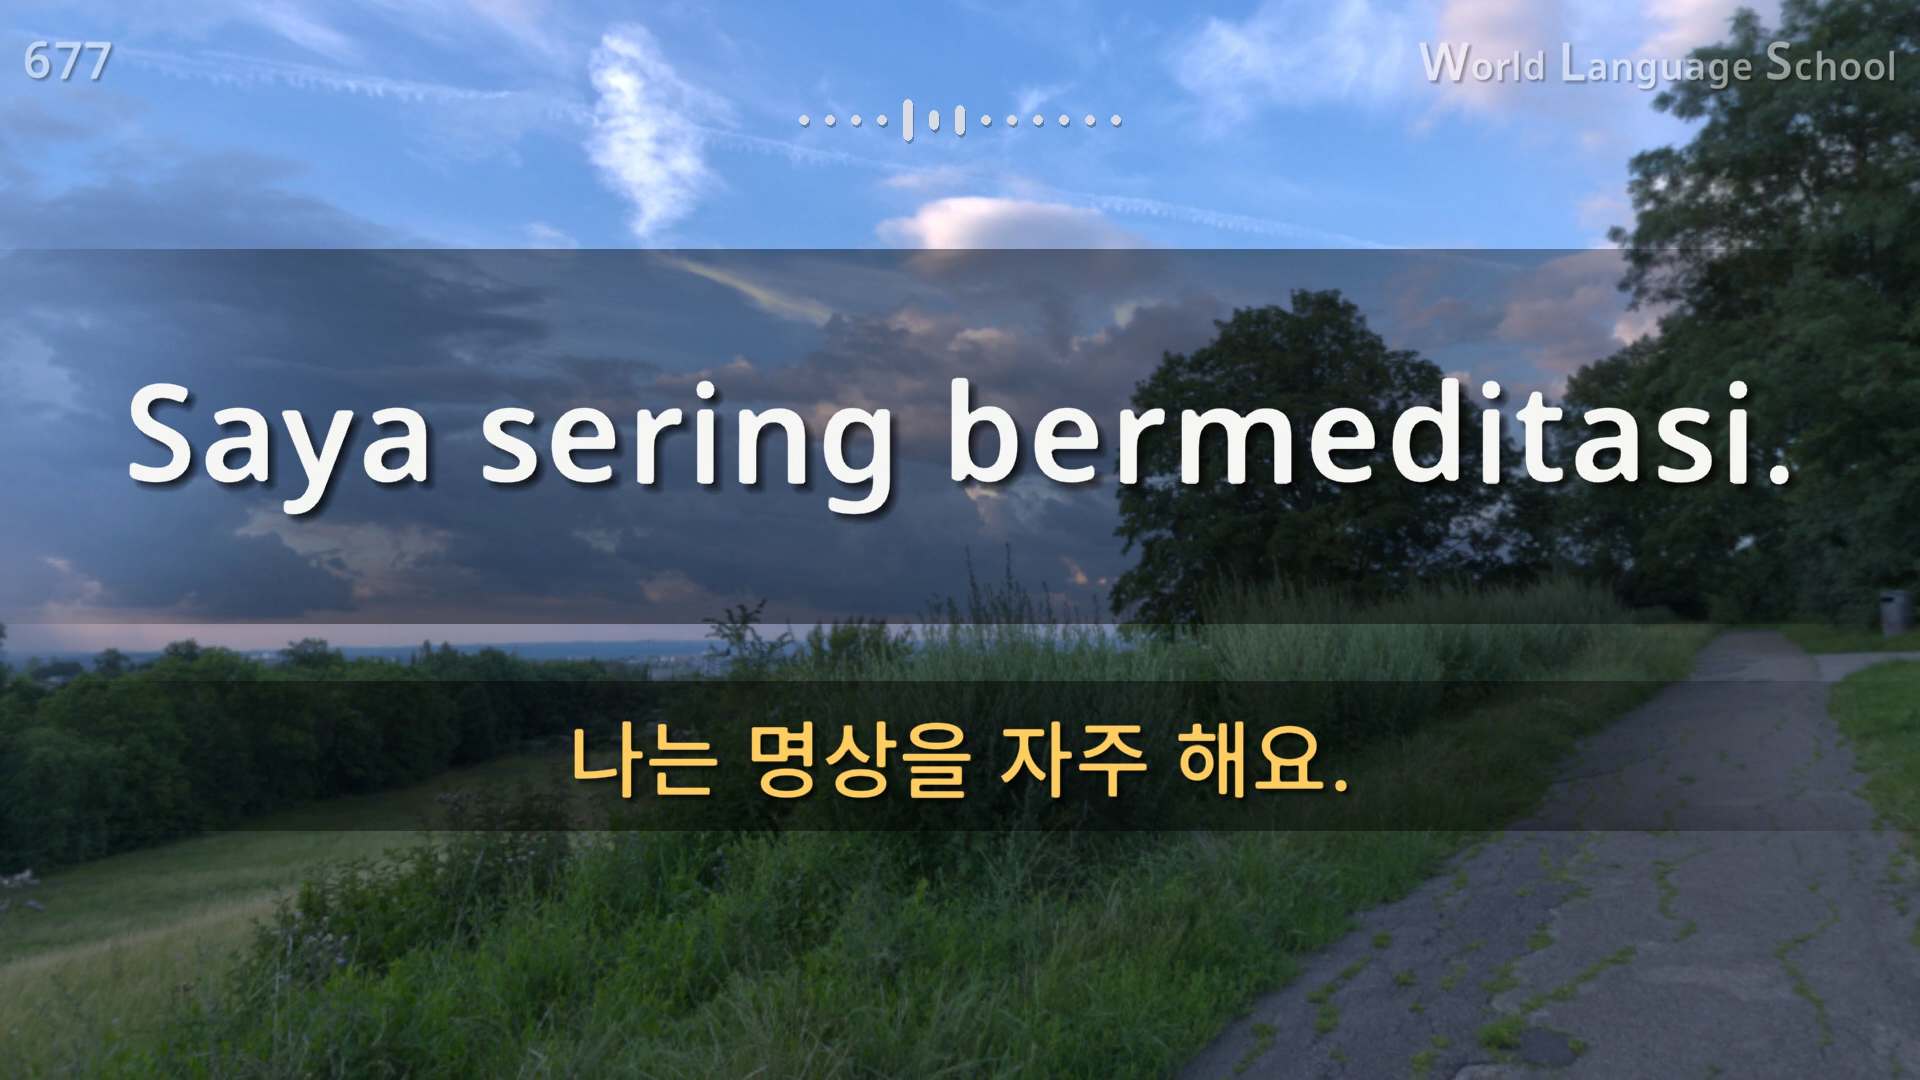 677
World Language School
Saya sering bermeditasi.
나는 명상을 자주 해요.